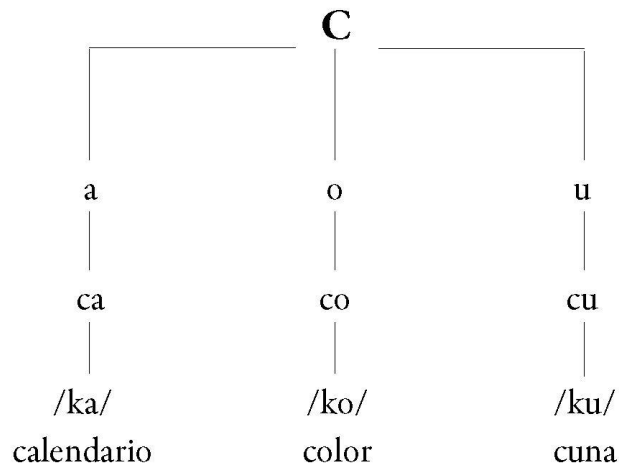 C
a o u
ca co cu
/ka/ /ko/ /ku/
calendario color cuna